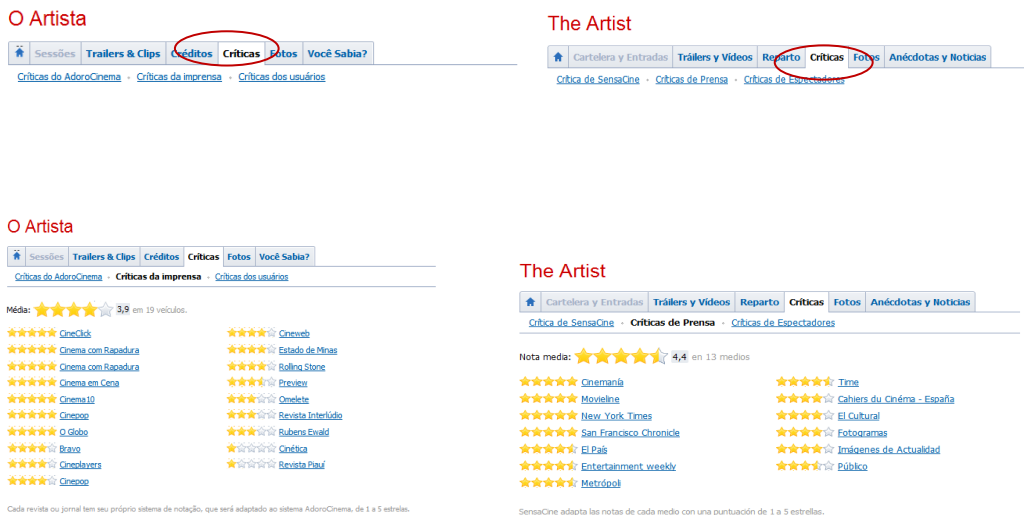 O Artista
Sessões Trailers & Clips Créditos Críticas Fotos Você Sabia?
Críticas do AdoroCinema Críticas da imprensa Críticas dos usuários
The Artist
Cartelera y Entradas Tráilers y Vídeos Reparto Críticas Fotos Anécdotas y Noticias
Crítica de SensaCine Críticas de Prensa Críticas de Espectadores
O Artista
Sessões Trailers & Clips Créditos Críticas Fotos Você Sabia?
Críticas do AdoroCinema Críticas da imprensa Críticas dos usuários
Média: 3,9 em 19 veículos.
CineClick
Cinema com Rapadura
Cinema com Rapadura
Cinema em Cena
Cinema10
Cinepop
O Globo
Bravo
Cineplayers
Cinepop
Cineweb
Estado de Minas
Rolling Stone
Preview
Omelete
Revista Interlúdio
Rubens Ewald
Cinética
Revista Piauí
Cada revista ou jornal tem seu próprio sistema de notação, que será adaptado ao sistema AdoroCinema, de 1 a 5 estrelas.
The Artist
Cartelera y Entradas Tráilers y Vídeos Reparto Críticas Fotos Anécdotas y Noticias
Crítica de SensaCine Críticas de Prensa Críticas de Espectadores
Nota media: 4,4 en 13 medios
Cinemanía
Movieline
New York Times
San Francisco Chronicle
El País
Entertainment weekly
Metrópoli
Time
Cahiers du Cinéma - España
El Cultural
Fotogramas
Imágenes de Actualidad
Público
SensaCine adapta las notas de cada medio con una puntuación de 1 a 5 estrellas.